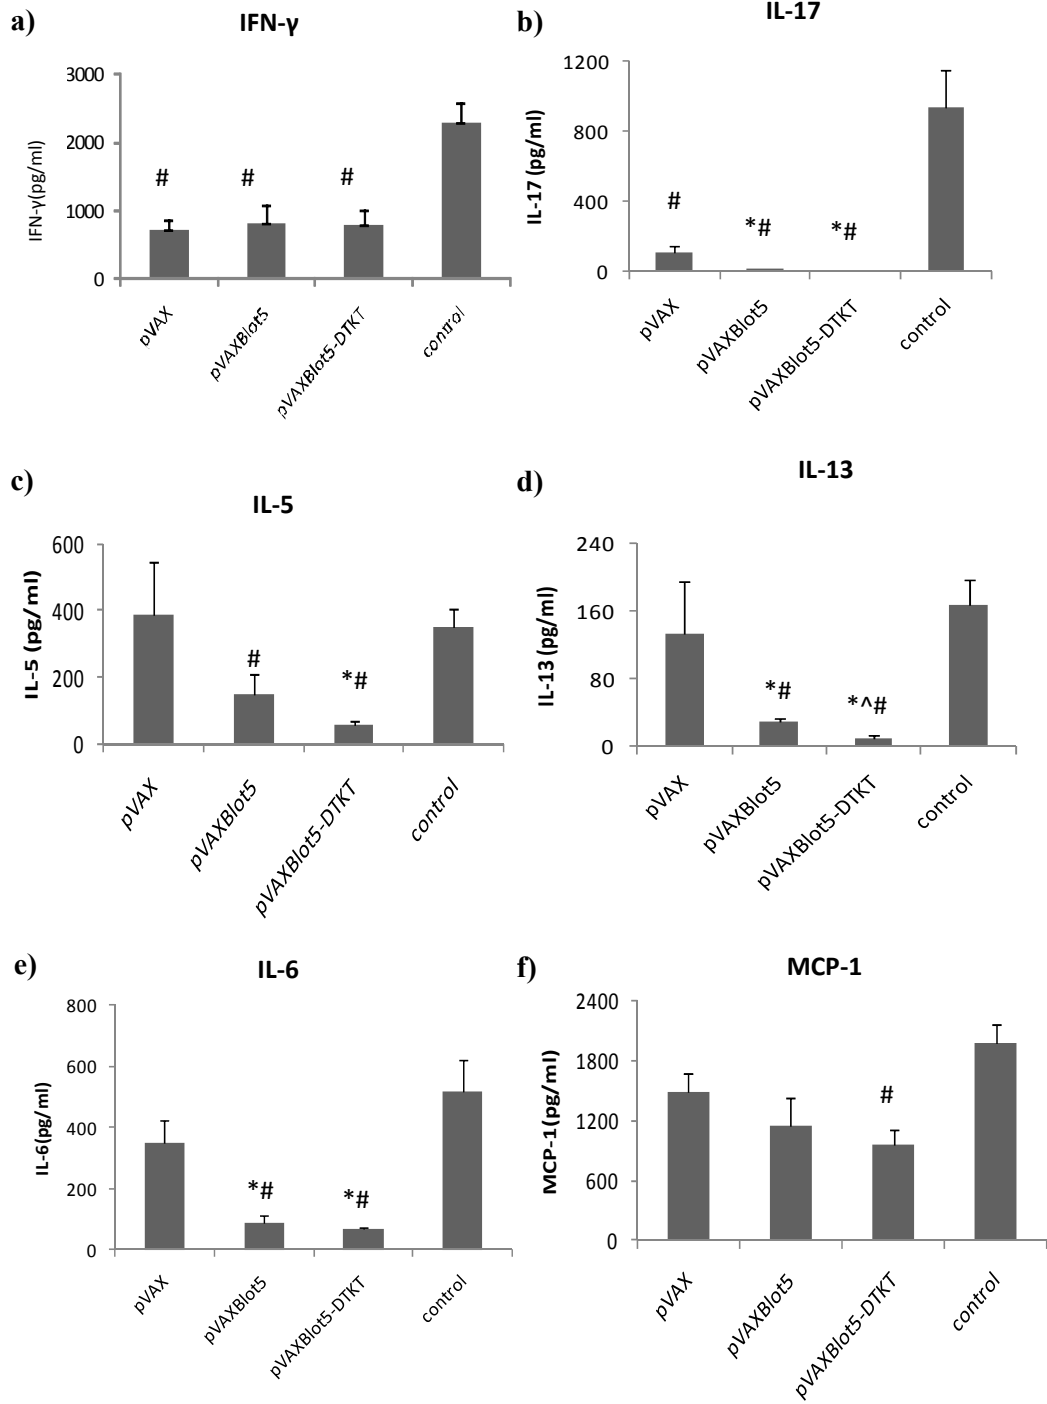 a)
IFN-γ
IFN-γ(pg/ml)
3000
2000
1000
0
#
#
#
pVAX
pVAXBlot5
pVAXBlot5-DTKT
control
b)
IL-17
IL-17 (pg/ml)
1200
800
400
0
#
*#
*#
pVAX
pVAXBlot5
pVAXBlot5-DTKT
control
c)
IL-5
IL-5 (pg/ml)
600
400
200
0
#
*#
pVAX
pVAXBlot5
pVAXBlot5-DTKT
control
d)
IL-13
IL-13 (pg/ml)
240
160
80
0
*#
*^#
pVAX
pVAXBlot5
pVAXBlot5-DTKT
control
e)
IL-6
IL-6(pg/ml)
800
600
400
200
0
*#
*#
pVAX
pVAXBlot5
pVAXBlot5-DTKT
control
f)
MCP-1
MCP-1(pg/ml)
2400
1800
1200
600
0
#
pVAX
pVAXBlot5
pVAXBlot5-DTKT
control